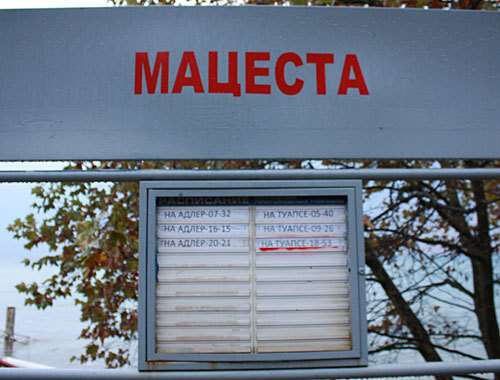 МАЦЕСТА
РАСПИСАНИЕ
НА АДЛЕР-07-32
НА АДЛЕР-16-15
НА АДЛЕР-20-21
НА ТУАПСЕ-05-40
НА ТУАПСЕ-09-26
НА ТУАПСЕ-18-53